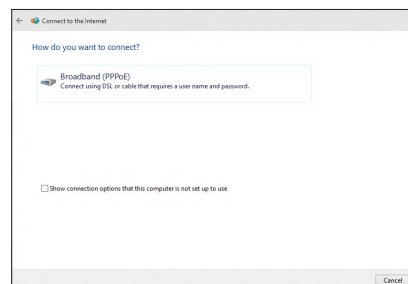 Connect to the Internet
How do you want to connect?
Broadband (PPPoE)
Connect using DSL or cable that requires a user name and password.
Show connection options that this computer is not set up to use
Cancel